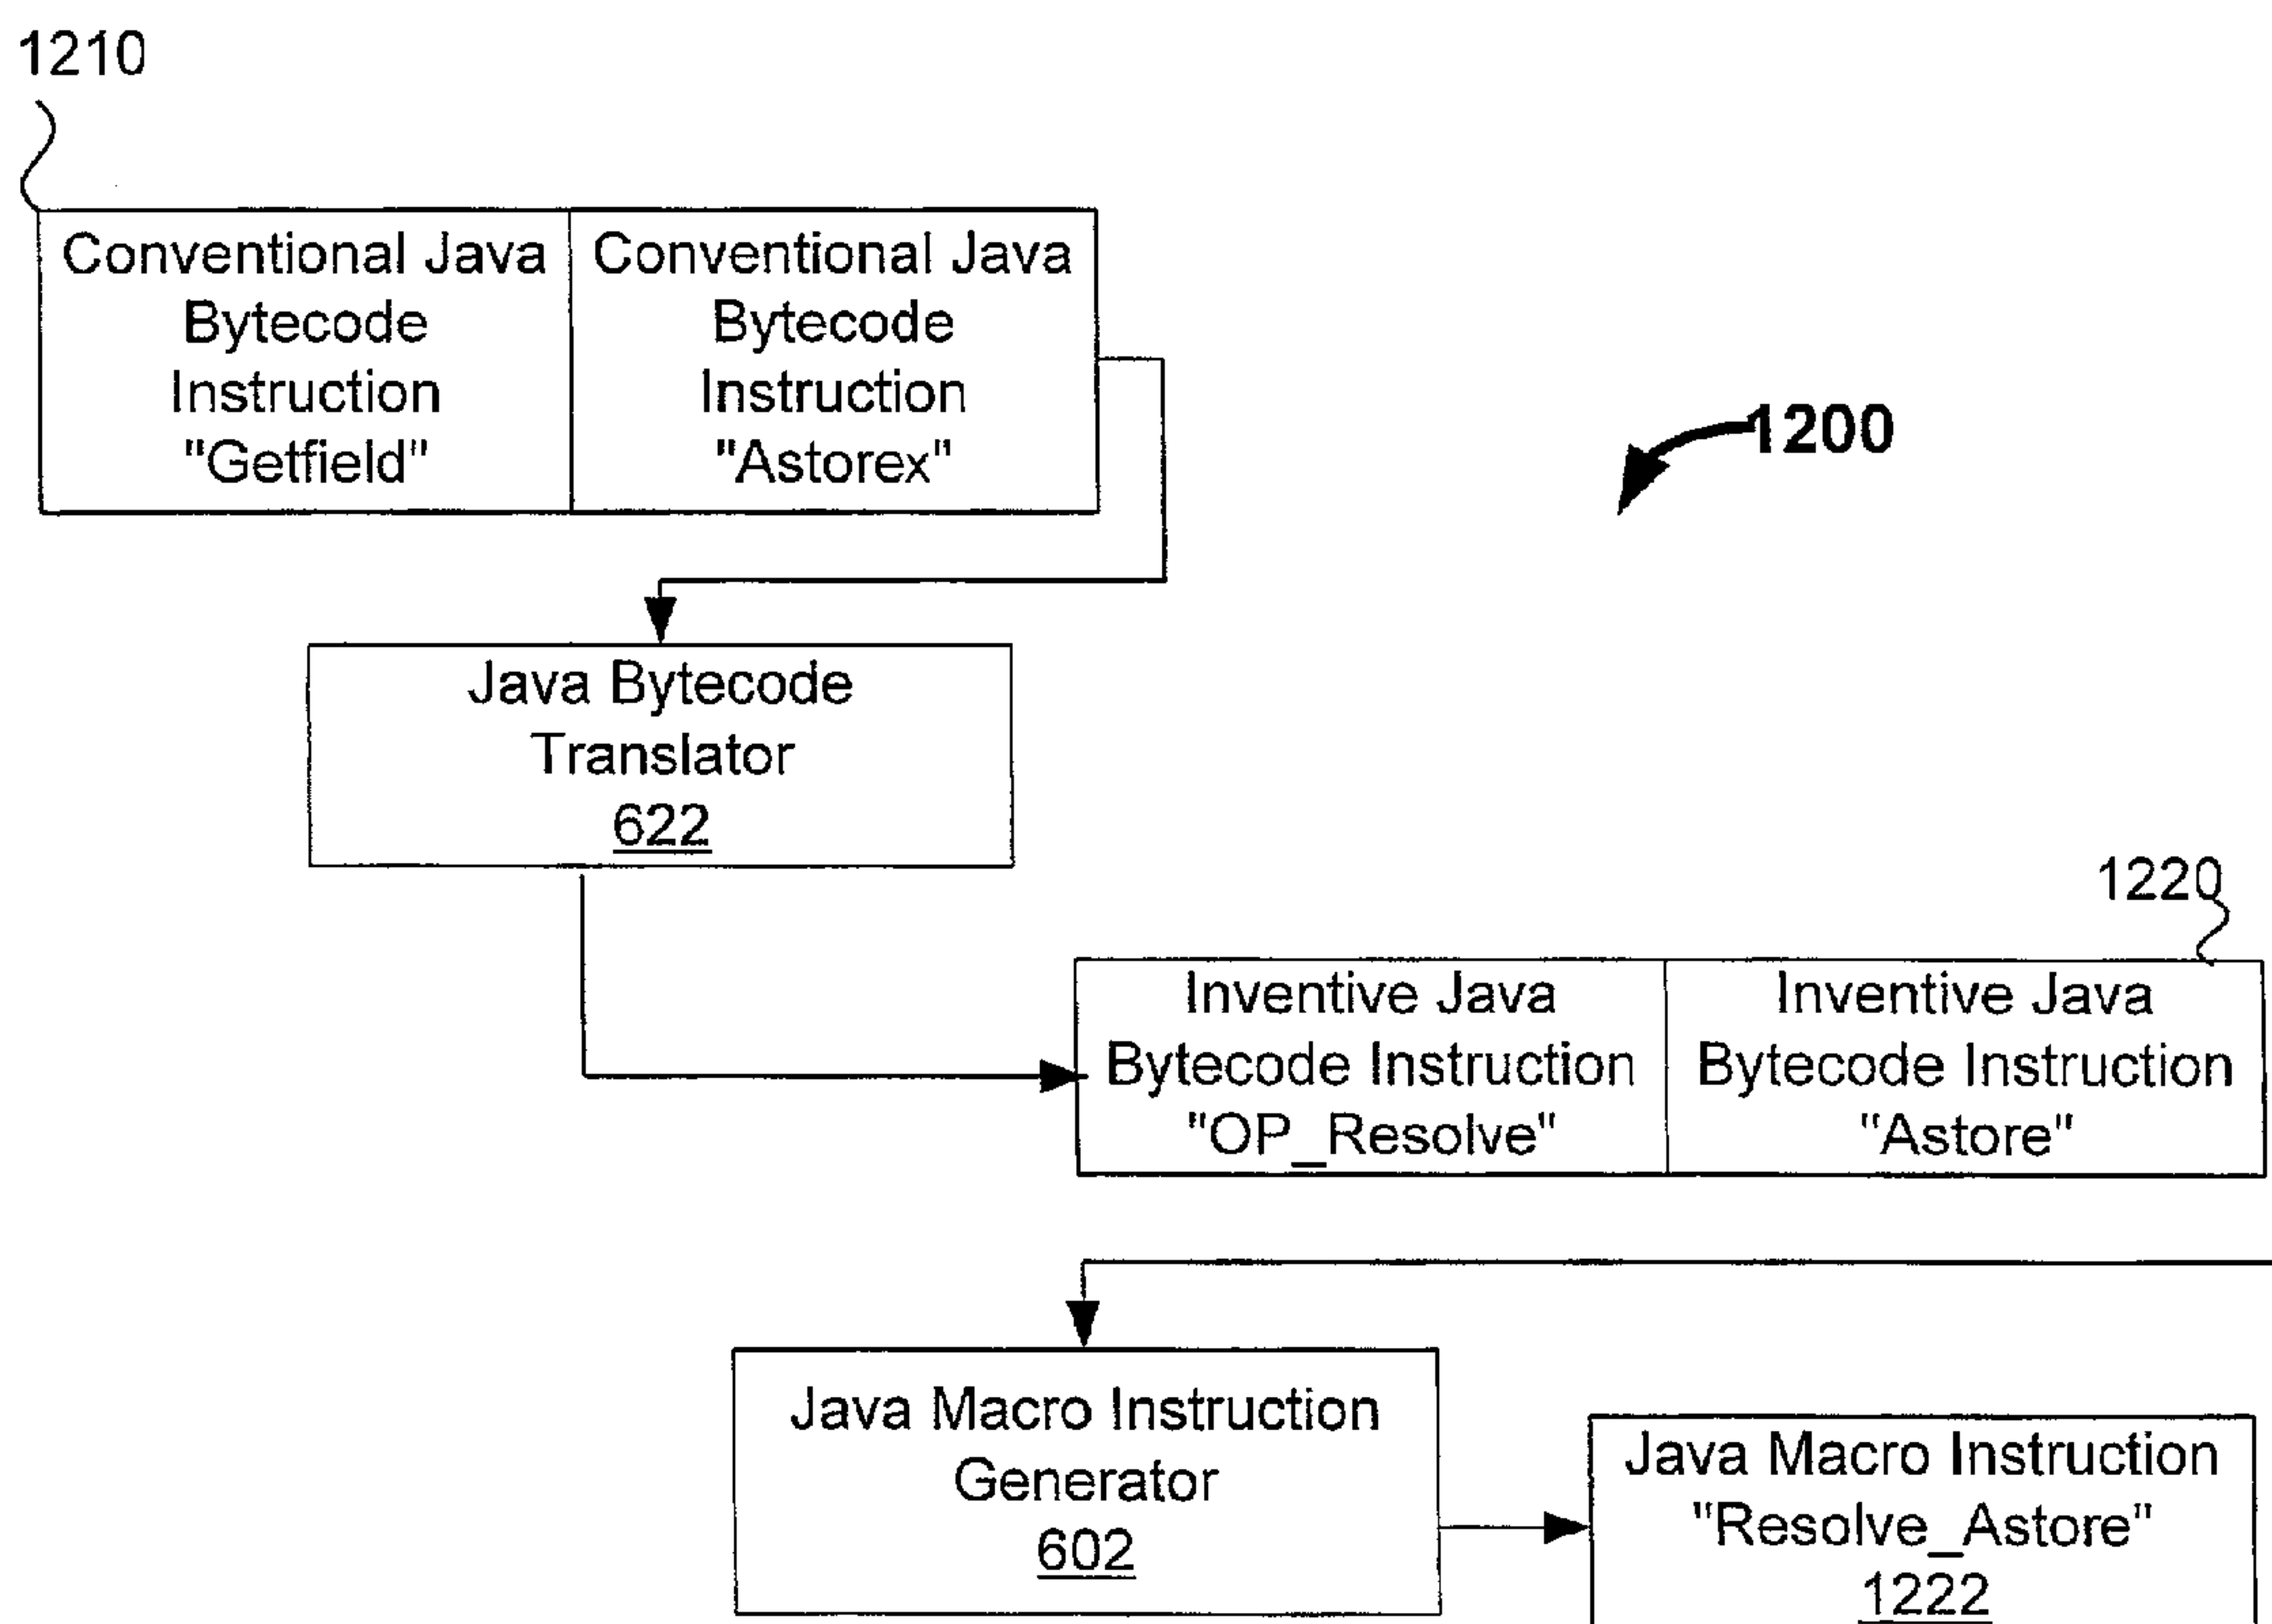 1210
Conventional Java
Bytecode
Instruction
"Getfield"
Conventional Java
Bytecode
Instruction
"Astorex"
1200
Java Bytecode
Translator
622
1220
Inventive Java
Bytecode Instruction
"OP_Resolve"
Inventive Java
Bytecode Instruction
"Astore"
Java Macro Instruction
Generator
602
Java Macro Instruction
"Resolve_Astore"
1222